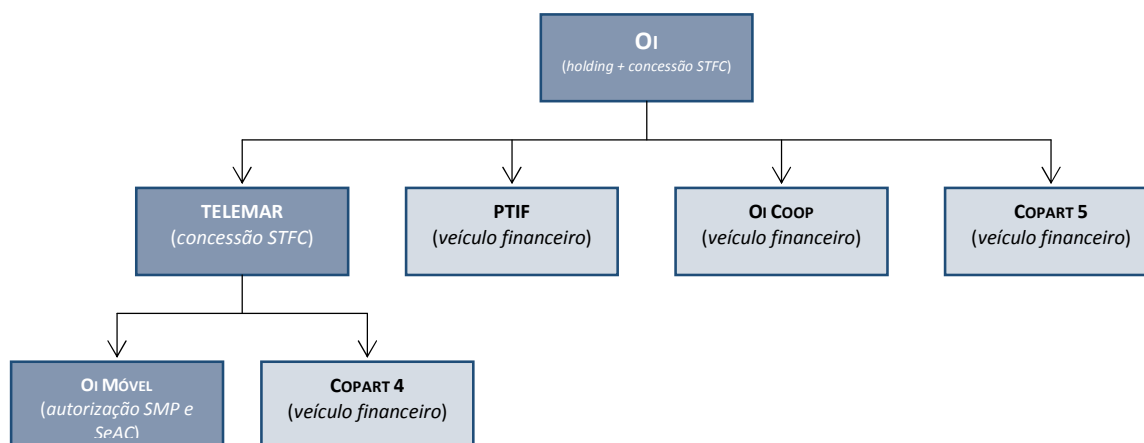 OI
(holding + concessão STFC)
TELEMAR
(concessão STFC)
PTIF
(veículo financeiro)
OI COOP
(veículo financeiro)
COPART 5
(veículo financeiro)
OI MÓVEL
(autorização SMP e
SeAC)
COPART 4
(veículo financeiro)